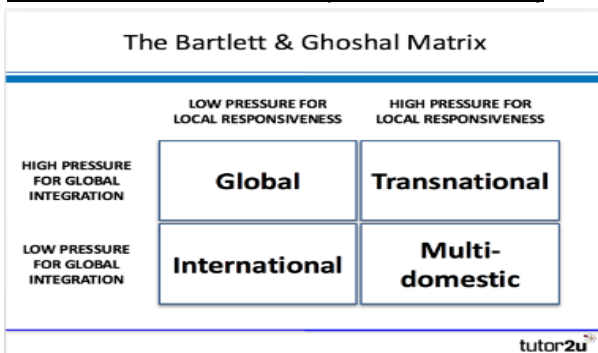 The Bartlett & Ghoshal Matrix
LOW PRESSURE FOR
LOCAL RESPONSIVENESS
HIGH PRESSURE FOR
LOCAL RESPONSIVENESS
HIGH PRESSURE
FOR GLOBAL
INTEGRATION
Global
Transnational
LOW PRESSURE
FOR GLOBAL
INTEGRATION
International
Multi-
domestic
tutor2u